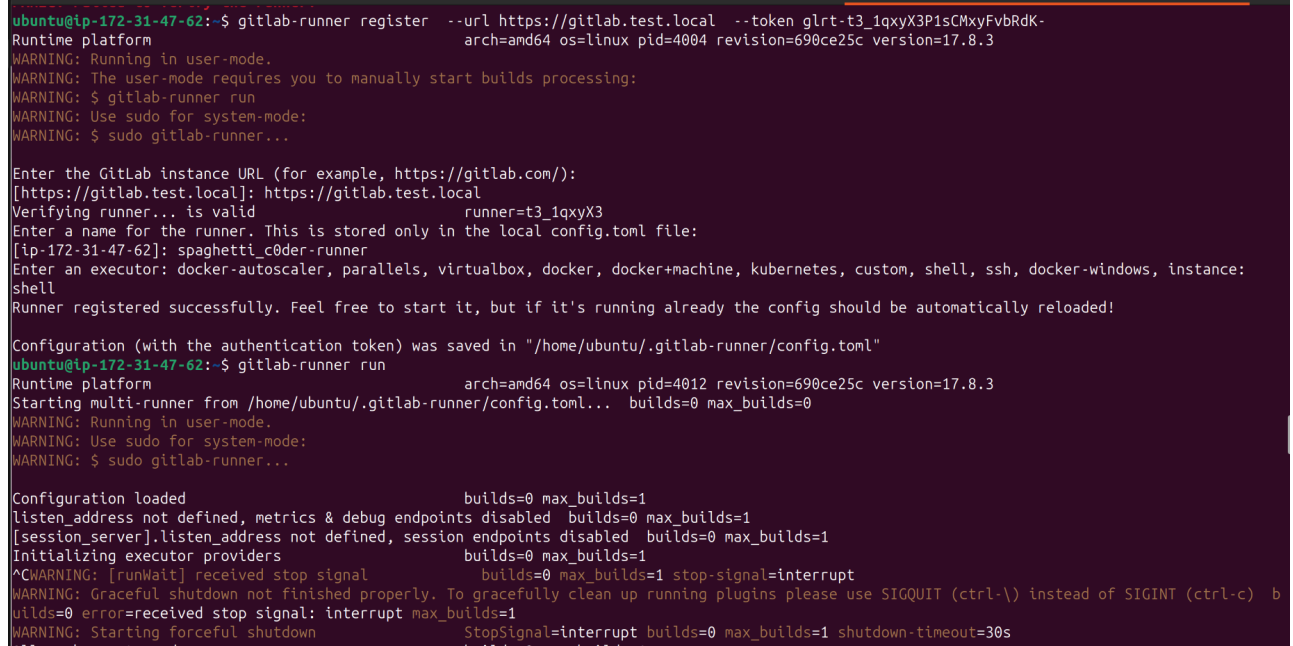 ubuntu@ip-172-31-47-62:~$ gitlab-runner register  --url https://gitlab.test.local  --token glrt-t3_1qxyX3P1sCMxyFvbRdK-
Runtime platform                                    arch=amd64 os=linux pid=4004 revision=690ce25c version=17.8.3
WARNING: Running in user-mode.
WARNING: The user-mode requires you to manually start builds processing:
WARNING: $ gitlab-runner run
WARNING: Use sudo for system-mode:
WARNING: $ sudo gitlab-runner...
Enter the GitLab instance URL (for example, https://gitlab.com/):
[https://gitlab.test.local]: https://gitlab.test.local
Verifying runner... is valid                        runner=t3_1qxyX3
Enter a name for the runner. This is stored only in the local config.toml file:
[ip-172-31-47-62]: spaghetti_c0der-runner
Enter an executor: docker-autoscaler, parallels, virtualbox, docker, docker+machine, kubernetes, custom, shell, ssh, docker-windows, instance:
shell
Runner registered successfully. Feel free to start it, but if it's running already the config should be automatically reloaded!
Configuration (with the authentication token) was saved in "/home/ubuntu/.gitlab-runner/config.toml"
ubuntu@ip-172-31-47-62:~$ gitlab-runner run
Runtime platform                                    arch=amd64 os=linux pid=4012 revision=690ce25c version=17.8.3
Starting multi-runner from /home/ubuntu/.gitlab-runner/config.toml...  builds=0 max_builds=0
WARNING: Running in user-mode.
WARNING: Use sudo for system-mode:
WARNING: $ sudo gitlab-runner...
Configuration loaded                                builds=0 max_builds=1
listen_address not defined, metrics & debug endpoints disabled  builds=0 max_builds=1
[session_server].listen_address not defined, session endpoints disabled  builds=0 max_builds=1
Initializing executor providers                     builds=0 max_builds=1
^CWARNING: [runWait] received stop signal             builds=0 max_builds=1 stop-signal=interrupt
WARNING: Graceful shutdown not finished properly. To gracefully clean up running plugins please use SIGQUIT (ctrl-\) instead of SIGINT (ctrl-c)  b
uilds=0 error=received stop signal: interrupt max_builds=1
WARNING: Starting forceful shutdown                 StopSignal=interrupt builds=0 max_builds=1 shutdown-timeout=30s